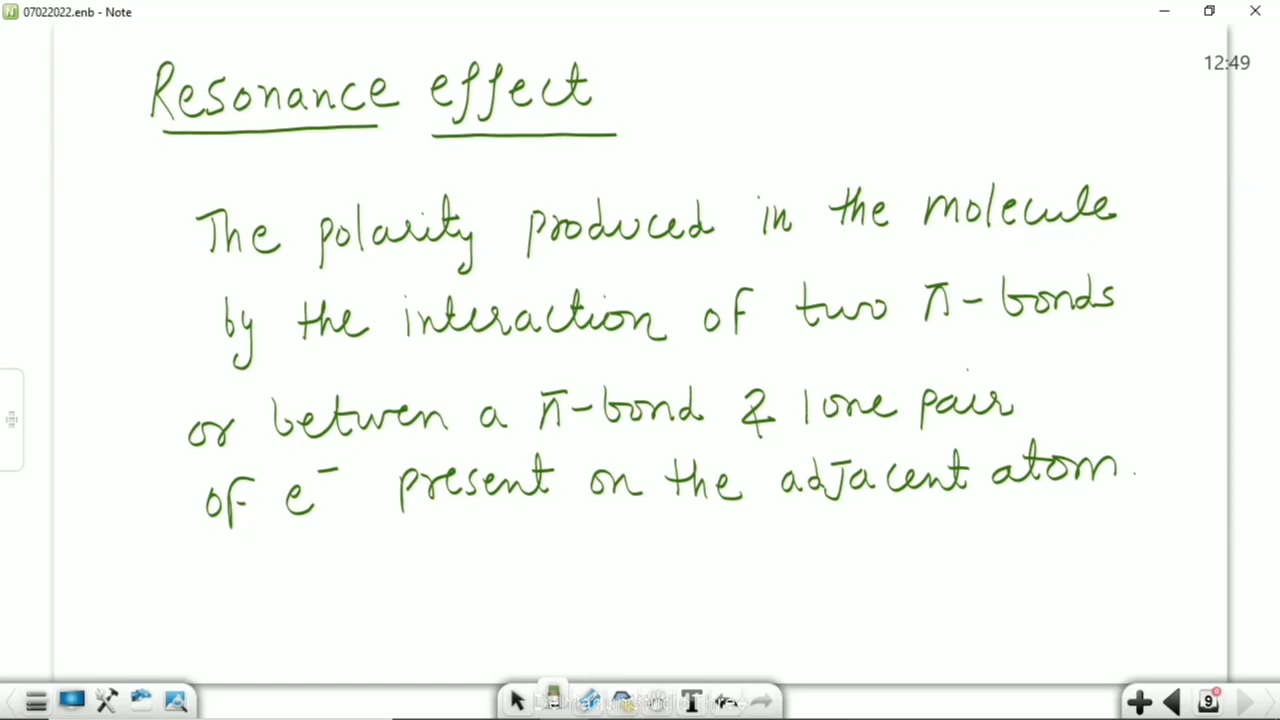 07022022.enb - Note
12:49
Resonance effect
The polarity produced in the molecule
by the interaction of two π-bonds
or betwen a π-bond & lone pair
of e⁻ present on the adjacent atom.
9